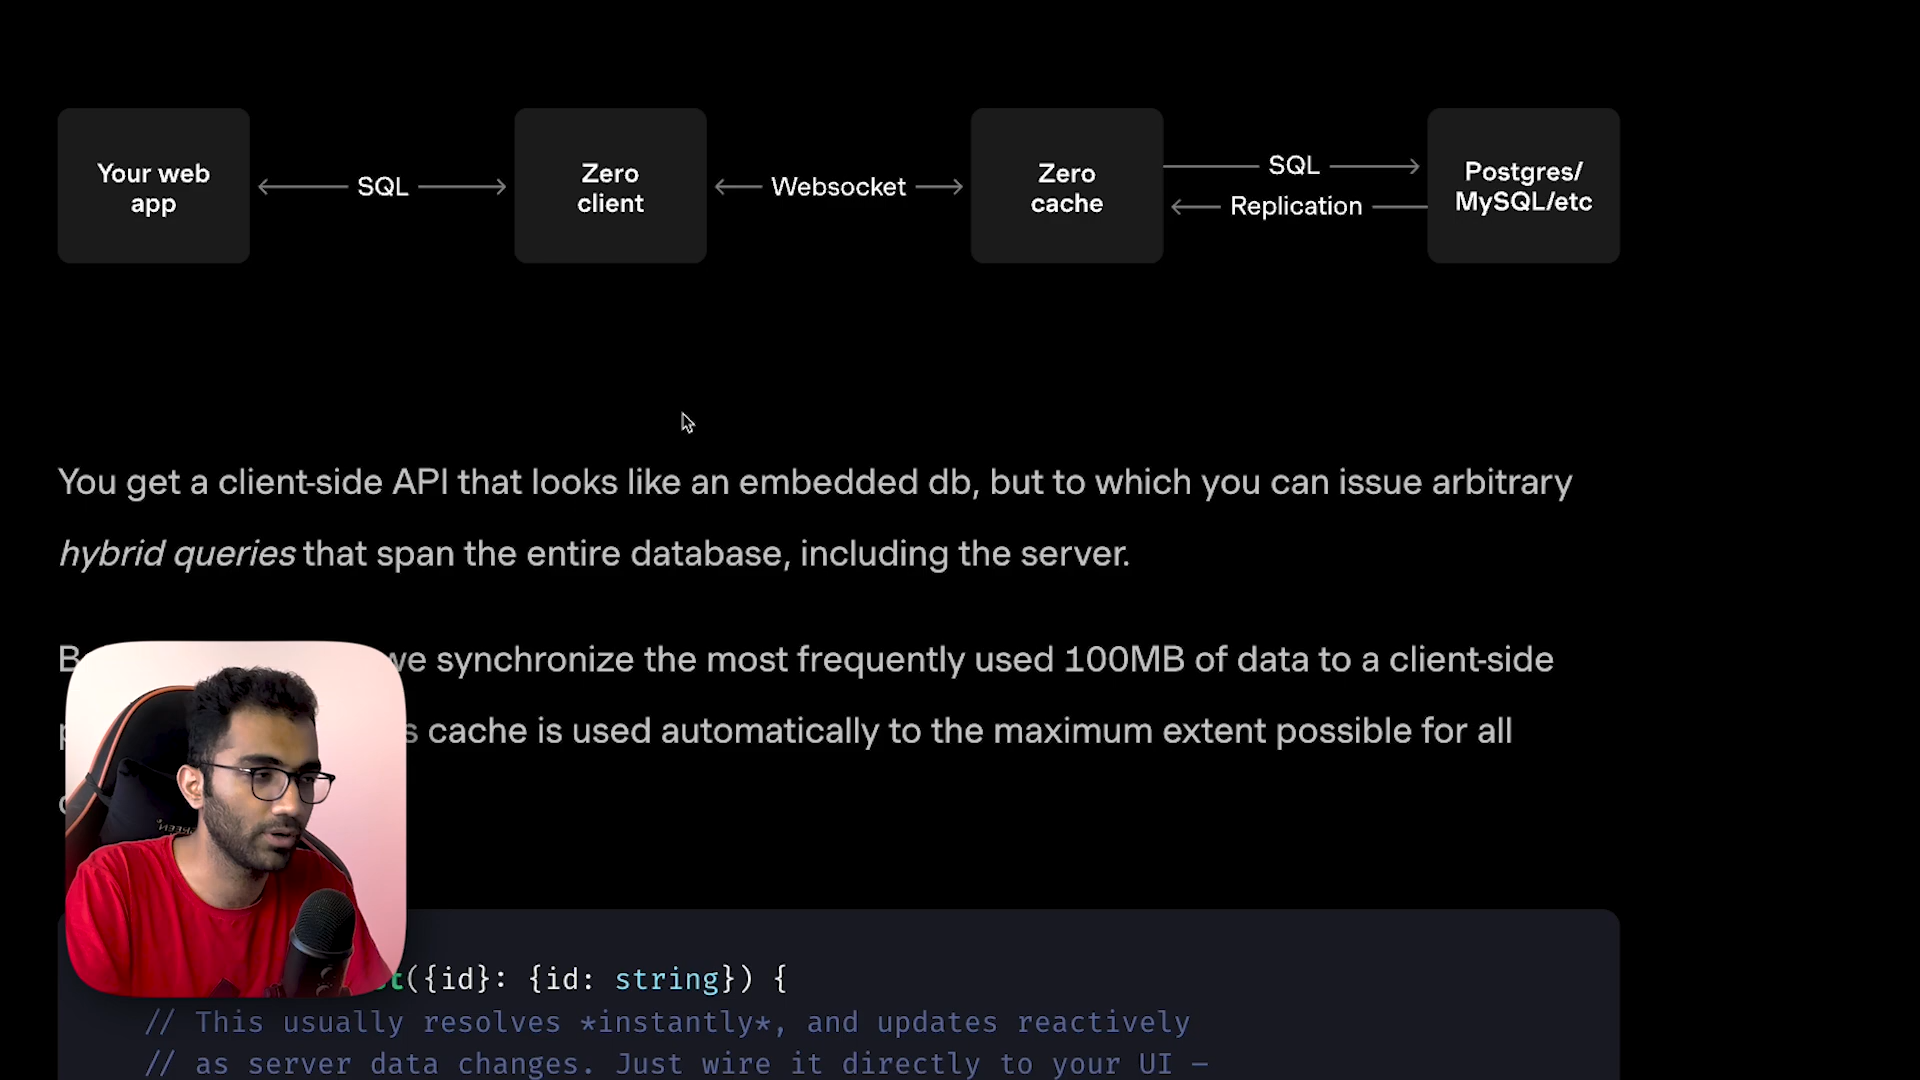 Your web
app
SQL
Zero
client
Websocket
Zero
cache
SQL
Replication
Postgres/
MySQL/etc
You get a client-side API that looks like an embedded db, but to which you can issue arbitrary
hybrid queries that span the entire database, including the server.
we synchronize the most frequently used 100MB of data to a client-side
cache is used automatically to the maximum extent possible for all
({id}: {id: string}) {
// This usually resolves *instantly*, and updates reactively
// as server data changes. Just wire it directly to your UI –